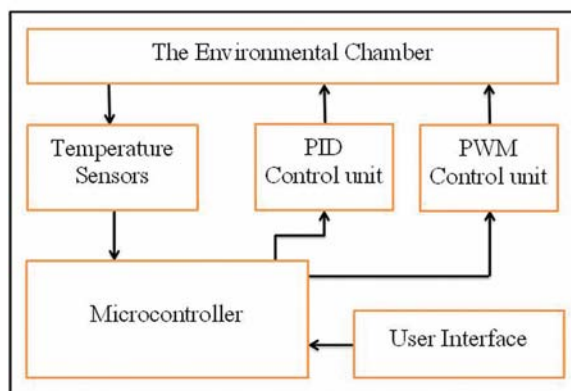 The Environmental Chamber
Temperature
Sensors
PID
Control unit
PWM
Control unit
Microcontroller
User Interface